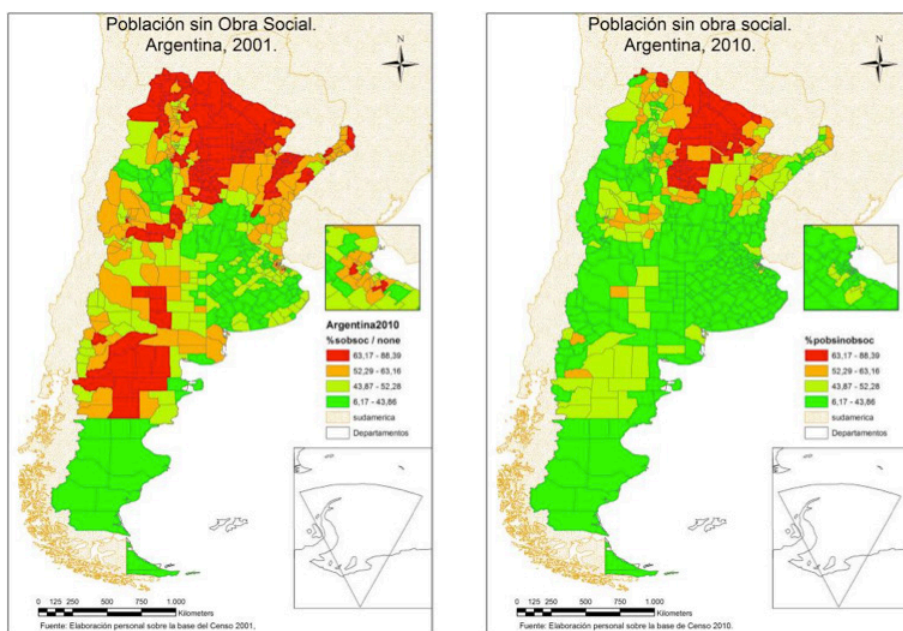 Población sin Obra Social.
Argentina, 2001.
N
Argentina2010
%sobsoc / none
63,17 - 88,39
52,29 - 63,16
43,87 - 52,28
6,17 - 43,86
sudamerica
Departamentos
0 125 250 500 750 1.000
Kilometers
Fuente: Elaboración personal sobre la base del Censo 2001,
Población sin obra social.
Argentina, 2010.
N
%pobsinobsoc
63,17 - 88,39
52,29 - 63,16
43,87 - 52,28
6,17 - 43,86
sudamerica
Departamentos
0 125 250 500 750 1.000
Kilometers
Fuente: Elaboración personal sobre la base de Censo 2010.